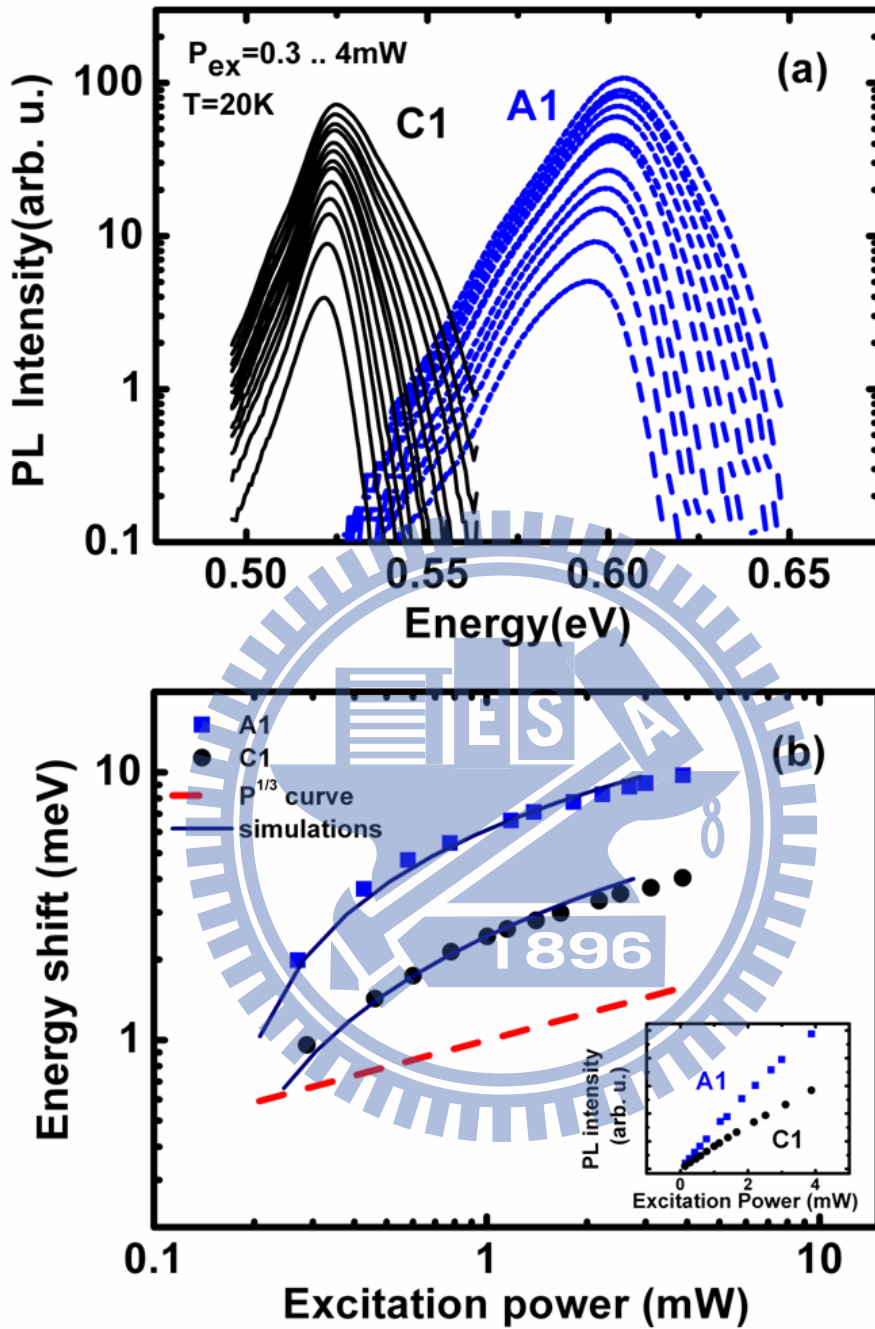 P_ex=0.3 .. 4mW
(a)
T=20K
C1
A1
PL Intensity(arb. u.)
100
10
1
0.1
0.50
0.55
0.60
0.65
Energy(eV)
A1
C1
P^1/3 curve
simulations
(b)
ESA
1896
Energy shift (meV)
10
1
PL intensity
(arb. u.)
A1
C1
0
2
4
Excitation Power (mW)
0.1
1
10
Excitation power (mW)